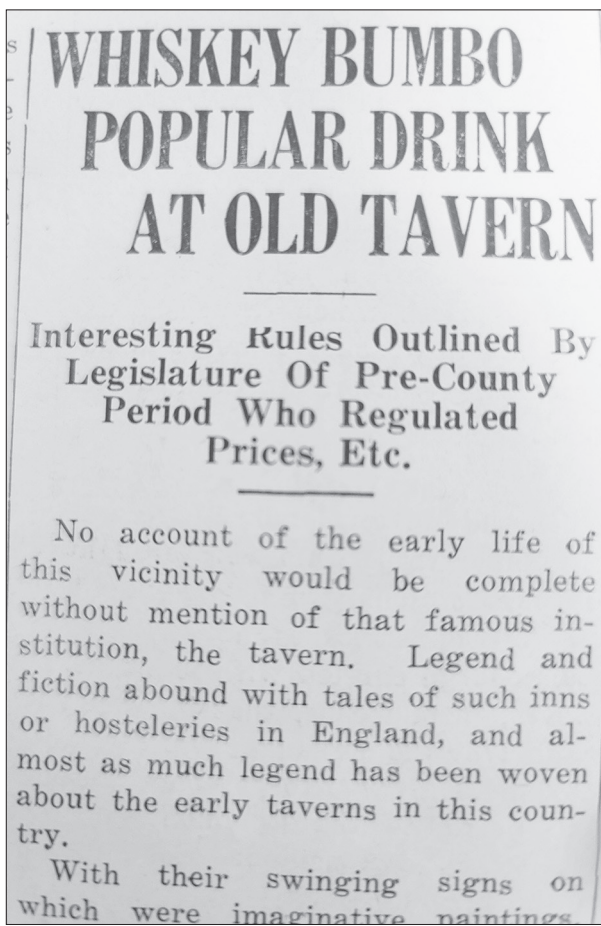 WHISKEY BUMBO
POPULAR DRINK
AT OLD TAVERN
Interesting Rules Outlined By
Legislature Of Pre-County
Period Who Regulated
Prices, Etc.
No account of the early life of
this vicinity would be complete
without mention of that famous in-
stitution, the tavern. Legend and
fiction abound with tales of such inns
or hosteleries in England, and al-
most as much legend has been woven
about the early taverns in this coun-
try.
With their swinging signs on
which were imaginative paintings,